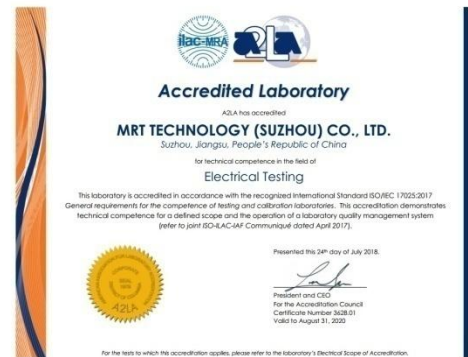 ilac-MRA
A2LA
Accredited Laboratory
A2LA has accredited
MRT TECHNOLOGY (SUZHOU) CO., LTD.
Suzhou, Jiangsu, People's Republic of China
for technical competence in the field of
Electrical Testing
This laboratory is accredited in accordance with the recognized International Standard ISO/IEC 17025:2017
General requirements for the competence of testing and calibration laboratories. This accreditation demonstrates
technical competence for a defined scope and the operation of a laboratory quality management system
(refer to joint ISO-ILAC-IAF Communiqué dated April 2017).
Presented this 24th day of July 2018.
President and CEO
For the Accreditation Council
Certificate Number 3628.01
Valid to August 31, 2020
CORPORATE
SEAL
1978
A2LA
For the tests to which this accreditation applies, please refer to the laboratory's Electrical Scope of Accreditation.